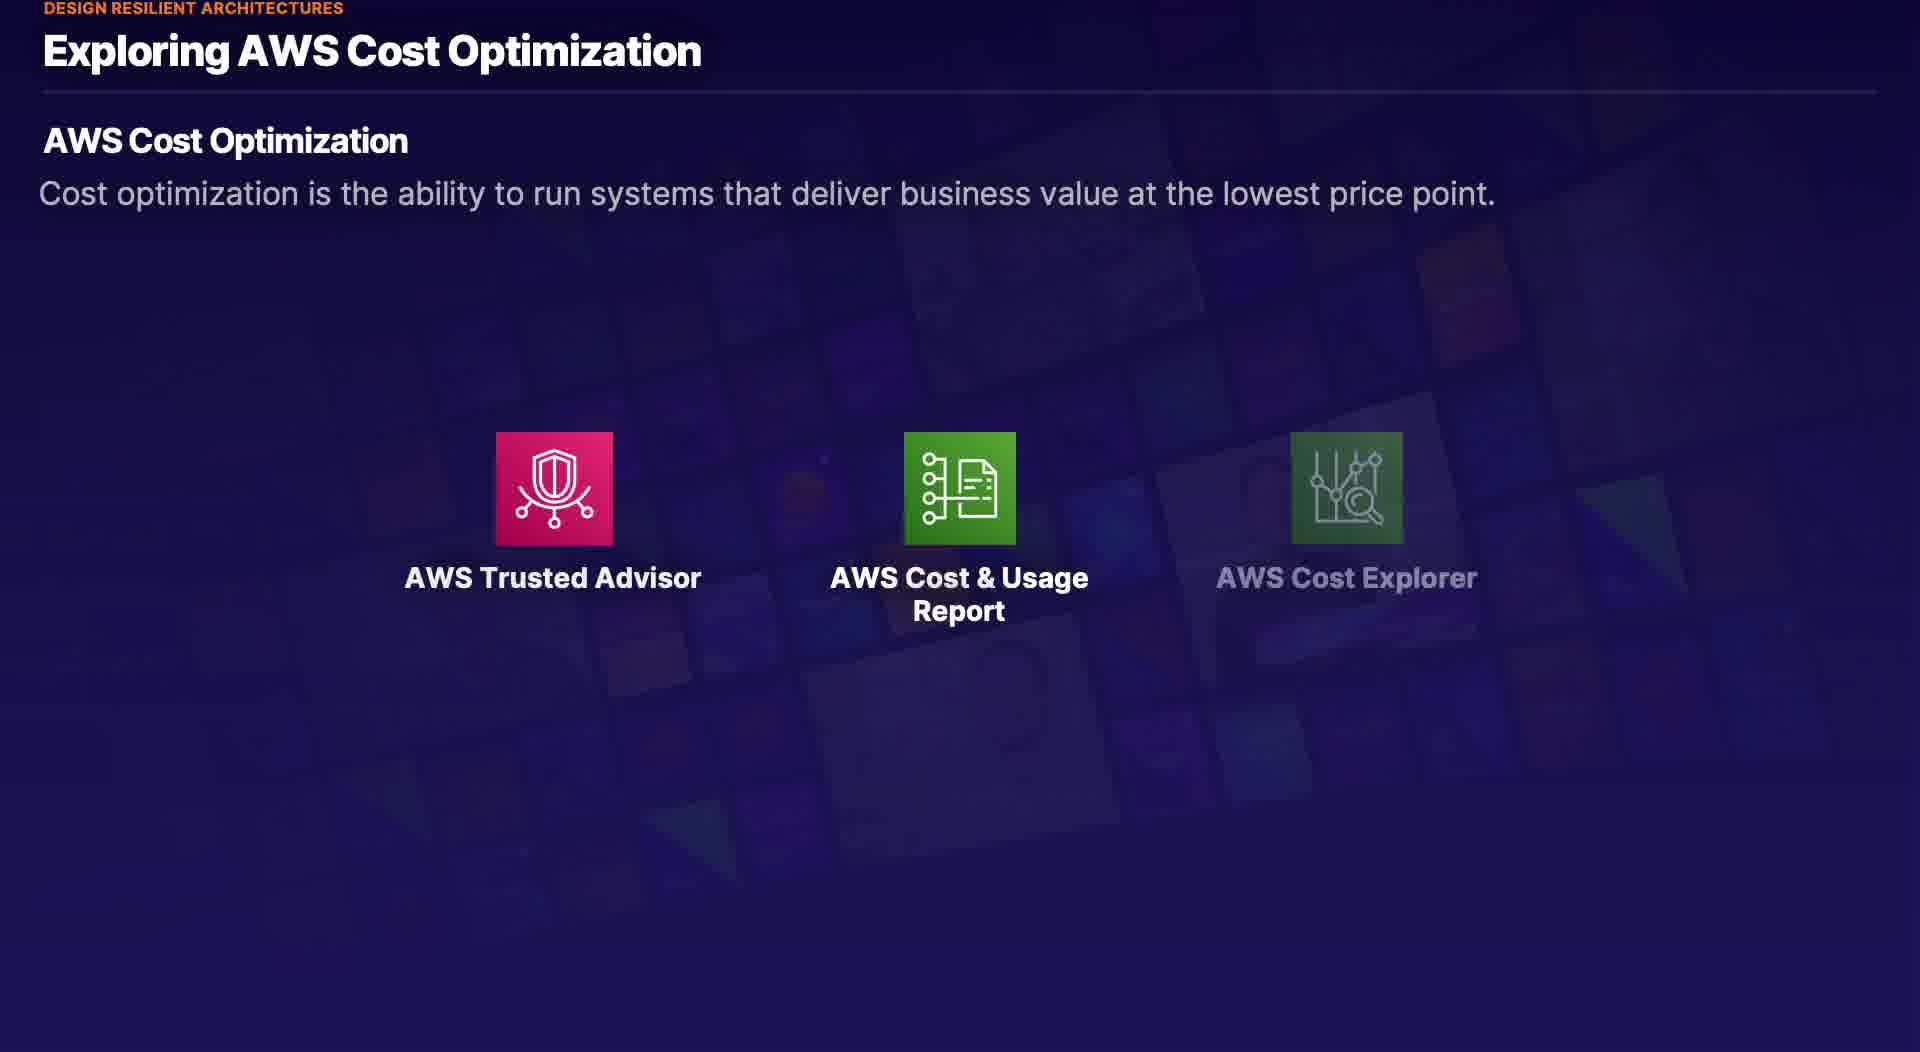 DESIGN RESILIENT ARCHITECTURES
Exploring AWS Cost Optimization
AWS Cost Optimization
Cost optimization is the ability to run systems that deliver business value at the lowest price point.
AWS Trusted Advisor
AWS Cost & Usage
Report
AWS Cost Explorer